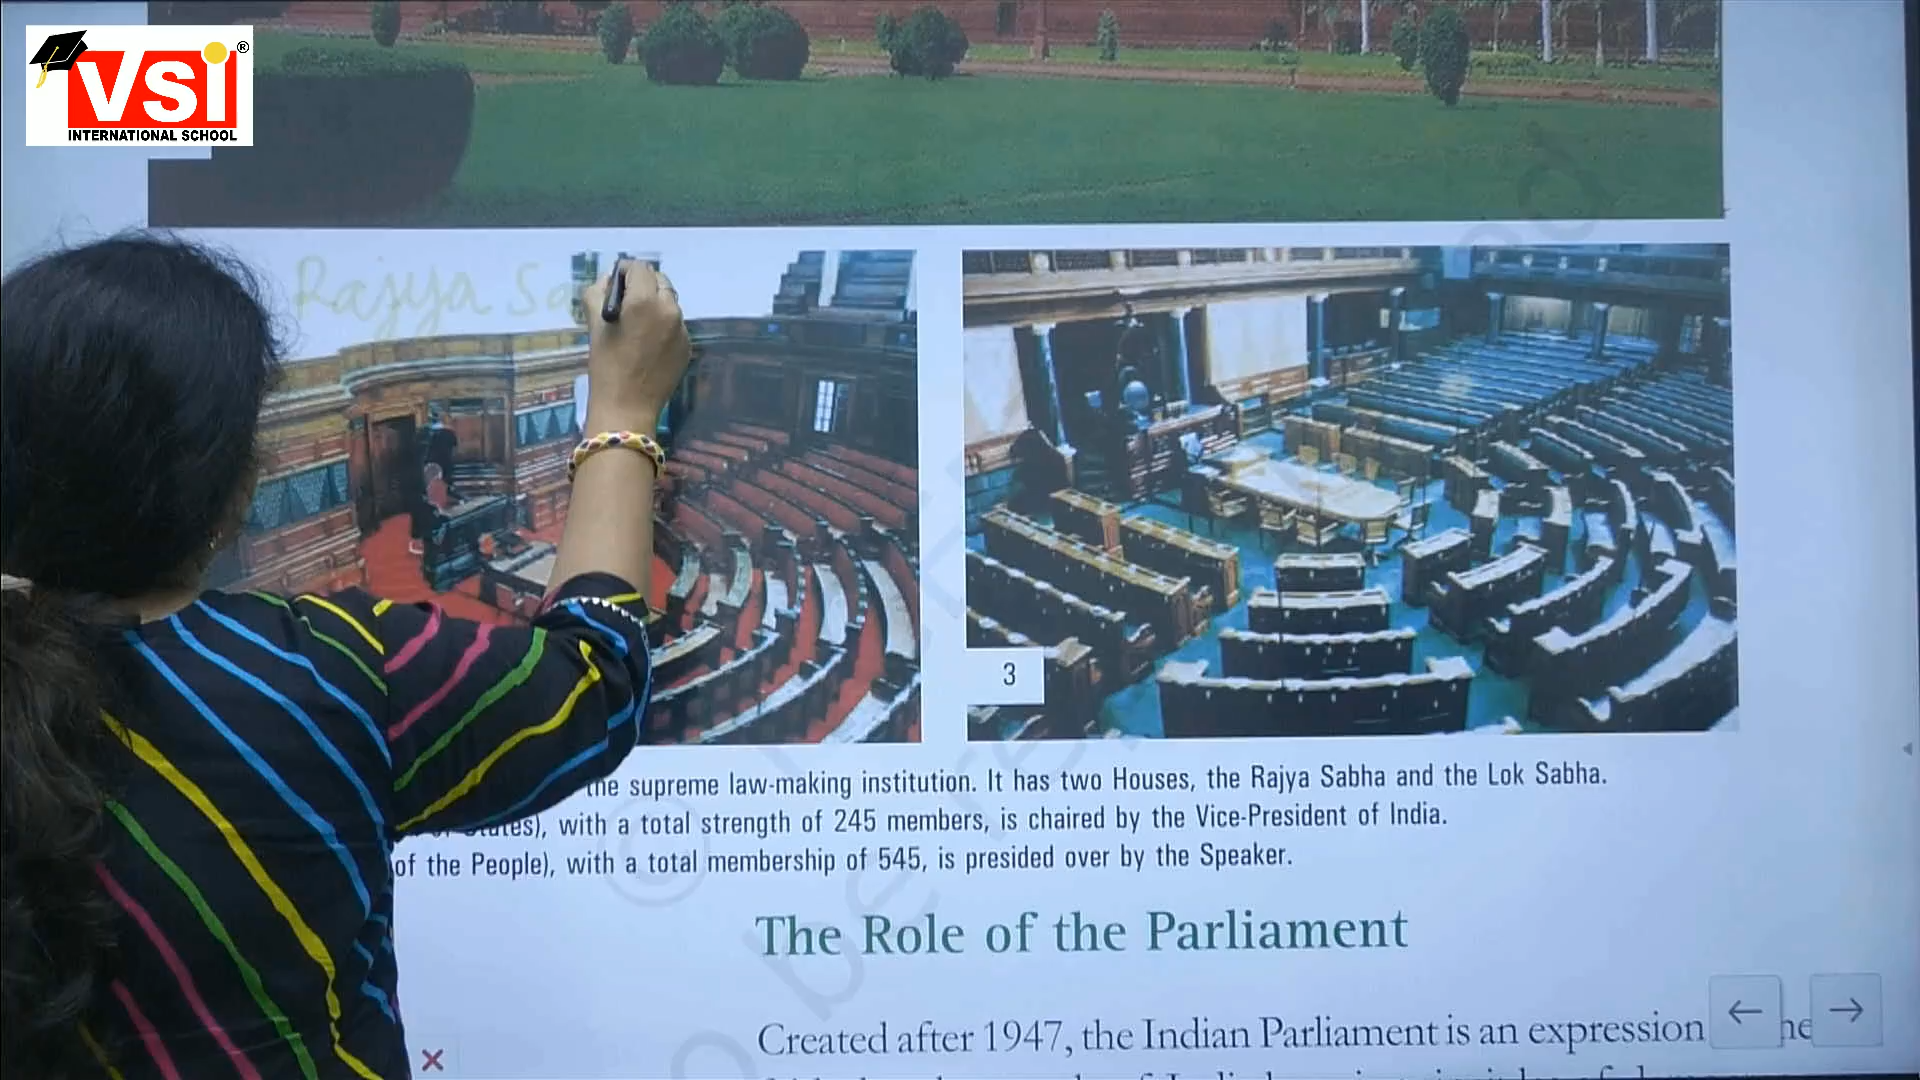 VSI ®
INTERNATIONAL SCHOOL
Rajya Sa
3
the supreme law-making institution. It has two Houses, the Rajya Sabha and the Lok Sabha.
States), with a total strength of 245 members, is chaired by the Vice-President of India.
of the People), with a total membership of 545, is presided over by the Speaker.
The Role of the Parliament
Created after 1947, the Indian Parliament is an expression